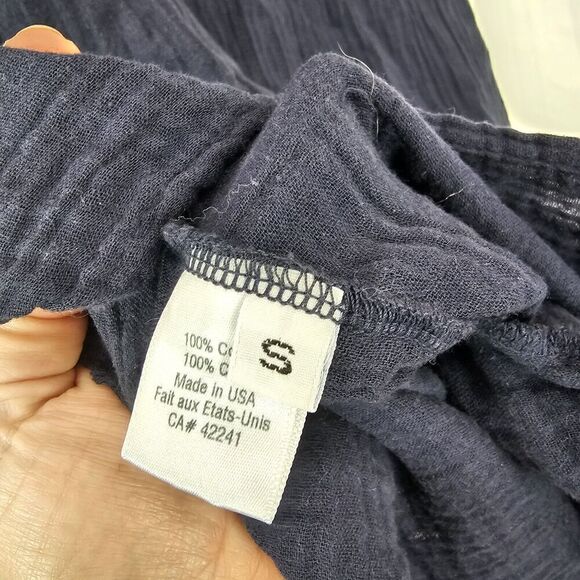 S
100% Co
100% C
Made in USA
Fait aux Etats-Unis
CA# 42241